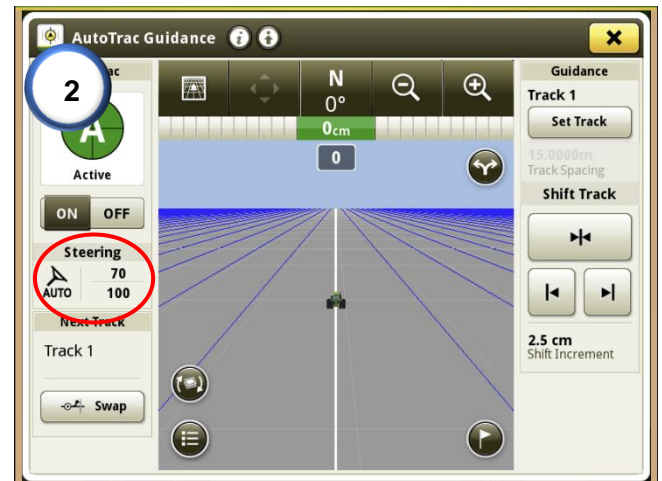 AutoTrac Guidance
2
ac
A
Active
ON OFF
Steering
AUTO
70
100
Next Track
Track 1
Swap
N
0°
0cm
0
Guidance
Track 1
Set Track
15.0000m
Track Spacing
Shift Track
2.5 cm
Shift Increment